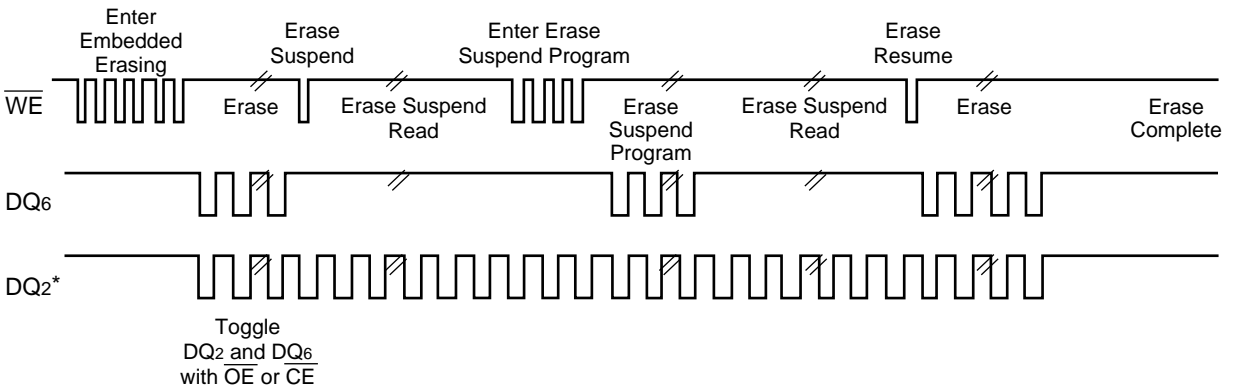 Enter
Embedded
Erasing
Erase
Suspend
Enter Erase
Suspend Program
Erase
Resume
WE
Erase
Erase Suspend
Read
Erase
Suspend
Program
Erase Suspend
Read
Erase
Erase
Complete
DQ6
DQ2*
Toggle
DQ2 and DQ6
with OE or CE